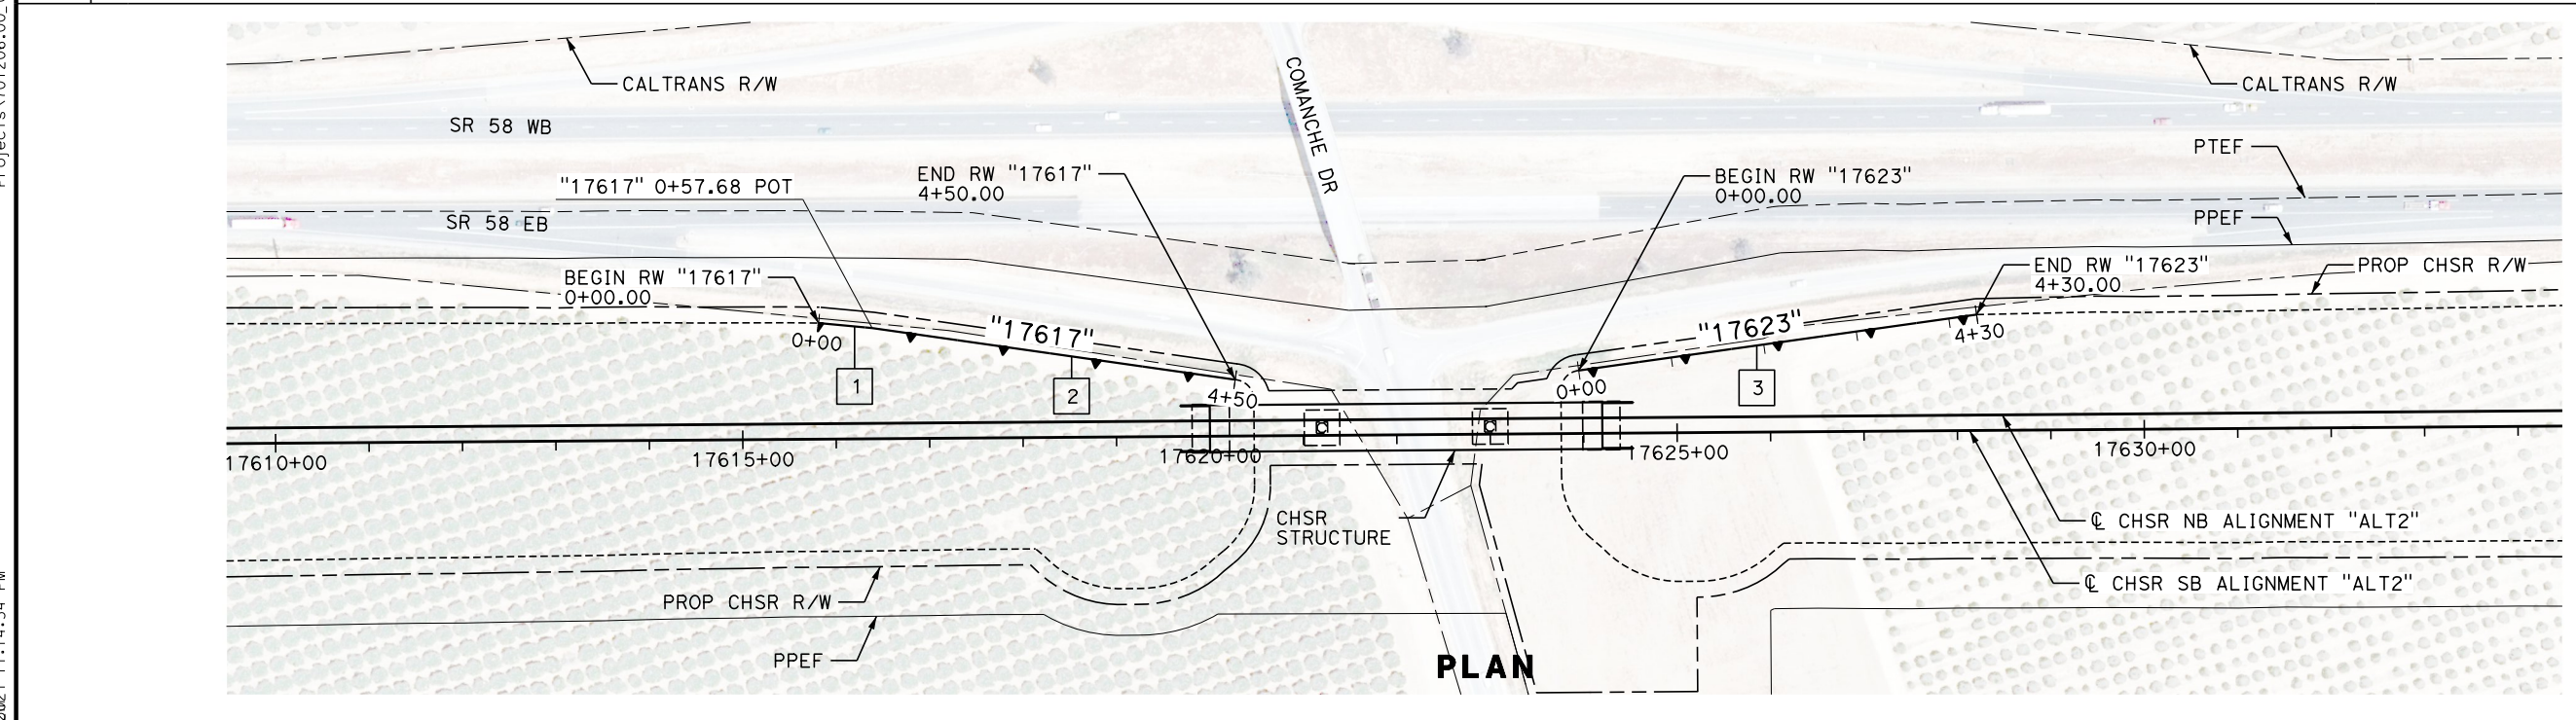 CALTRANS R/W
CALTRANS R/W
COMANCHE DR
SR 58 WB
PTEF
"17617" 0+57.68 POT
END RW "17617"
4+50.00
BEGIN RW "17623"
0+00.00
SR 58 EB
PPEF
BEGIN RW "17617"
0+00.00
END RW "17623"
4+30.00
PROP CHSR R/W
"17617"
"17623"
0+00
4+30
1
2
4+50
0+00
3
17610+00
17615+00
17620+00
17625+00
17630+00
CHSR
STRUCTURE
℄ CHSR NB ALIGNMENT "ALT2"
℄ CHSR SB ALIGNMENT "ALT2"
PROP CHSR R/W
PPEF
PLAN